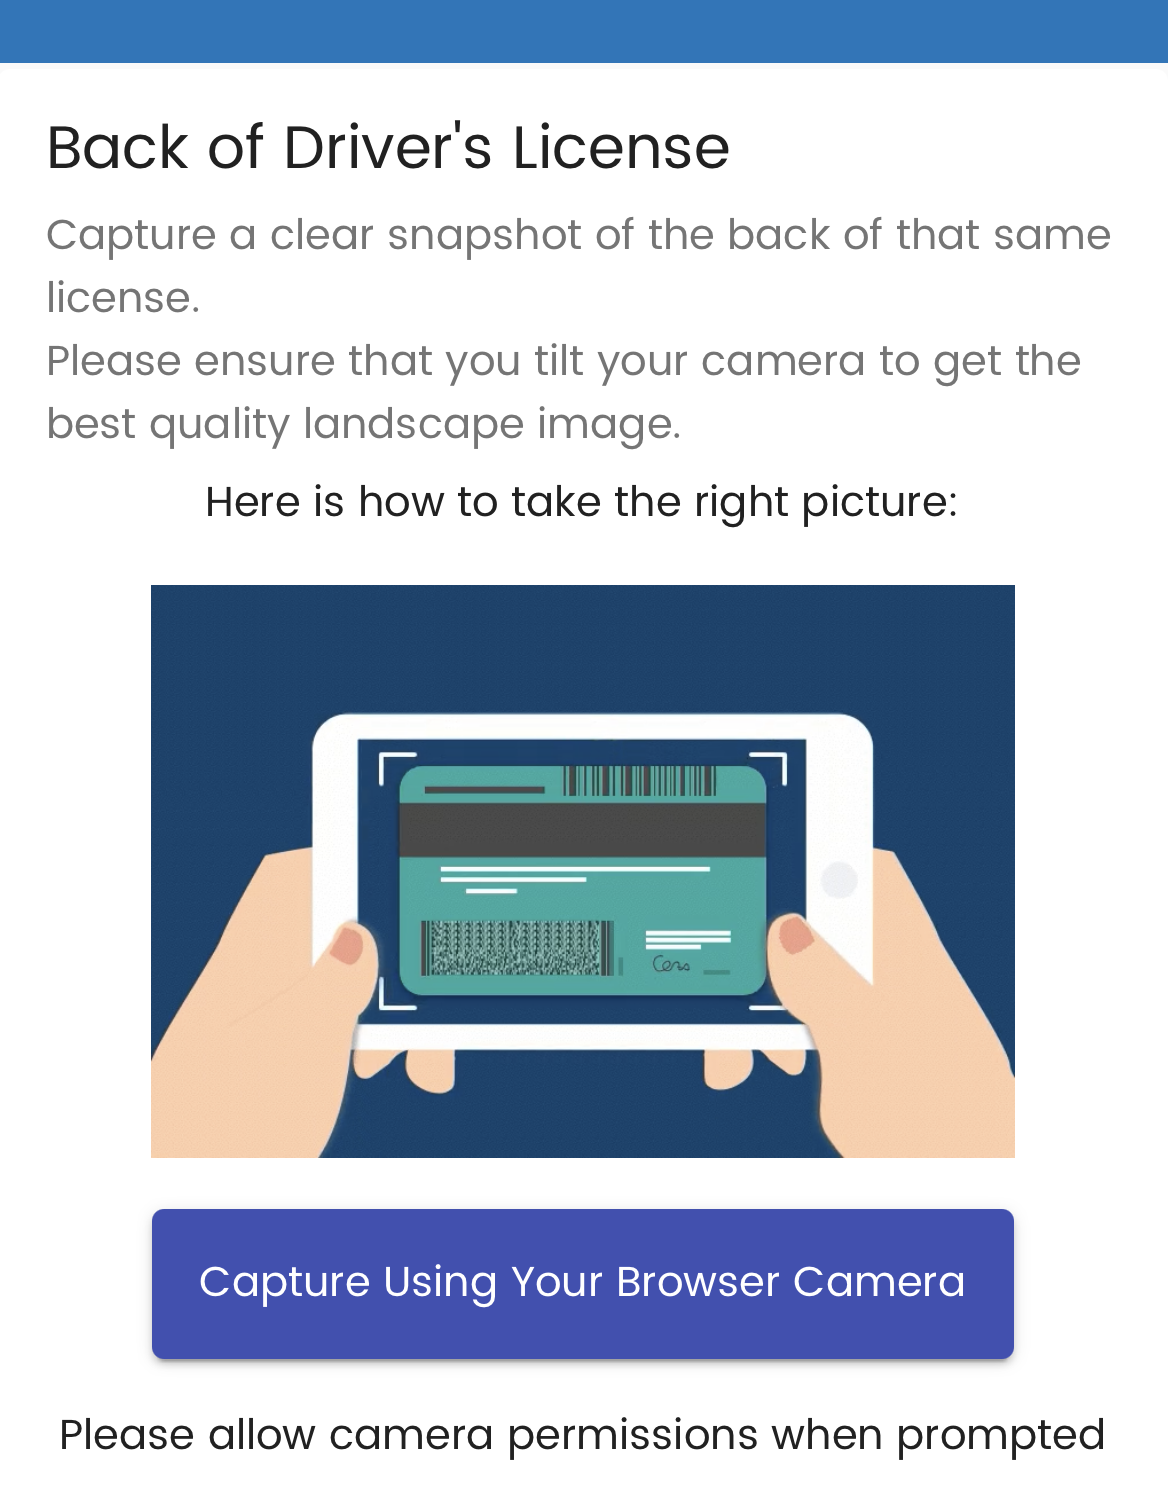 Back of Driver's License
Capture a clear snapshot of the back of that same
license.
Please ensure that you tilt your camera to get the
best quality landscape image.
Here is how to take the right picture:
Capture Using Your Browser Camera
Please allow camera permissions when prompted